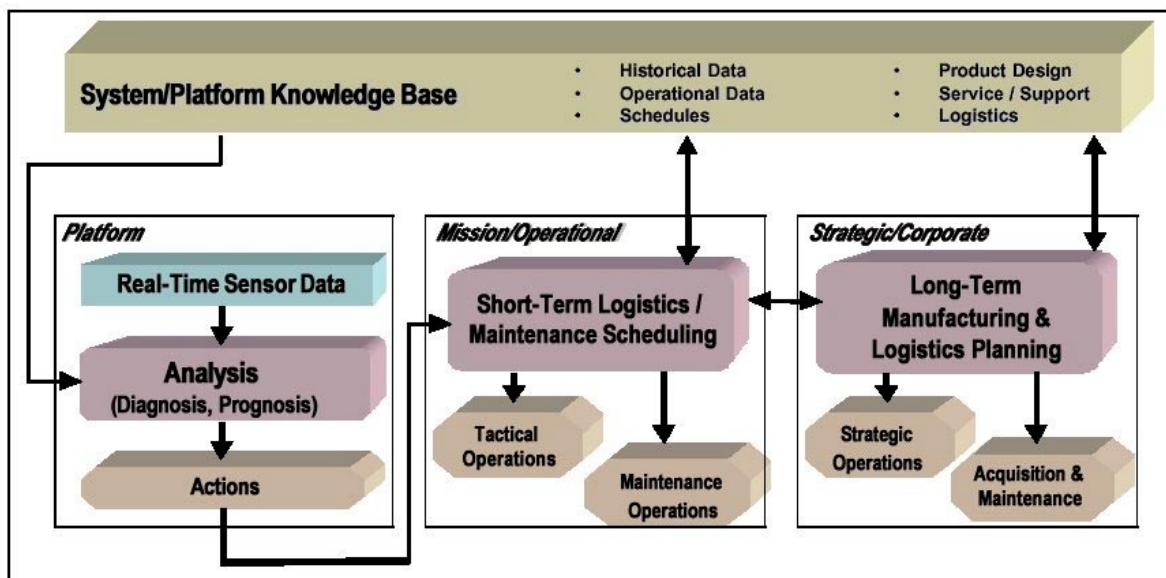 System/Platform Knowledge Base
• Historical Data
• Operational Data
• Schedules
• Product Design
• Service / Support
• Logistics
Platform
Real-Time Sensor Data
Analysis
(Diagnosis, Prognosis)
Actions
Mission/Operational
Short-Term Logistics /
Maintenance Scheduling
Tactical
Operations
Maintenance
Operations
Strategic/Corporate
Long-Term
Manufacturing &
Logistics Planning
Strategic
Operations
Acquisition &
Maintenance